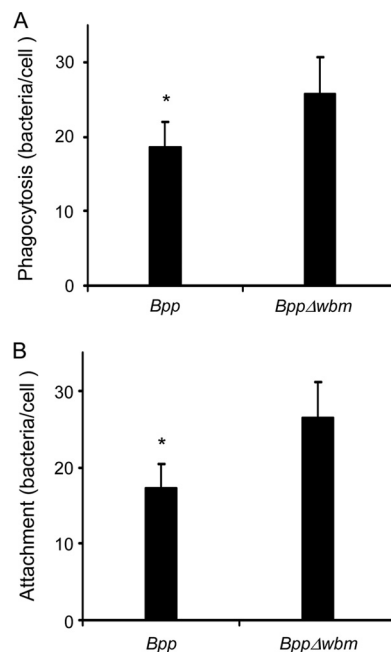 A
Phagocytosis (bacteria/cell )
30
20
10
0
*
Bpp
BppΔwbm
B
Attachment (bacteria/cell )
30
20
10
0
*
Bpp
BppΔwbm